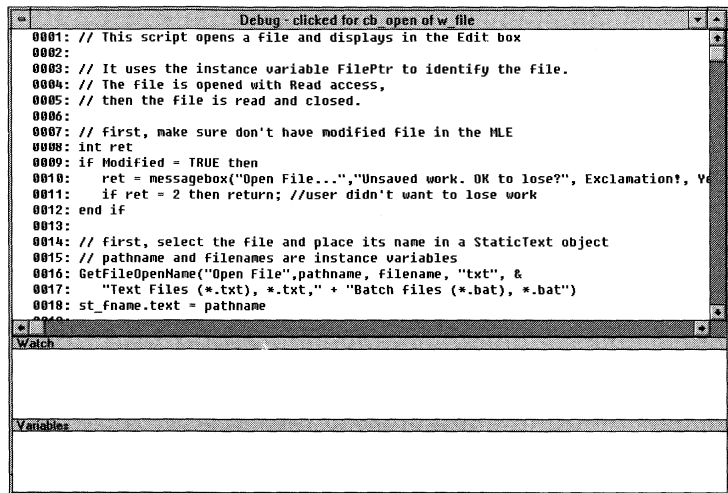 Debug - clicked for cb_open of w_file
0001: // This script opens a file and displays in the Edit box
0002:
0003: // It uses the instance variable FilePtr to identify the file.
0004: // The file is opened with Read access,
0005: // then the file is read and closed.
0006:
0007: // first, make sure don't have modified file in the MLE
0008: int ret
0009: if Modified = TRUE then
0010:    ret = messagebox("Open File...","Unsaved work. OK to lose?", Exclamation!, Ye
0011:    if ret = 2 then return; //user didn't want to lose work
0012: end if
0013:
0014: // first, select the file and place its name in a StaticText object
0015: // pathname and filenames are instance variables
0016: GetFileOpenName("Open File",pathname, filename, "txt", &
0017:    "Text Files (*.txt), *.txt," + "Batch files (*.bat), *.bat")
0018: st_fname.text = pathname
Watch
Variables